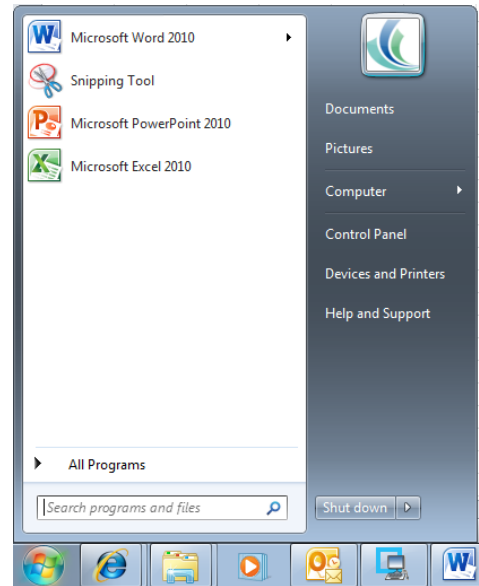 Microsoft Word 2010
Snipping Tool
Microsoft PowerPoint 2010
Microsoft Excel 2010
All Programs
Search programs and files
Documents
Pictures
Computer
Control Panel
Devices and Printers
Help and Support
Shut down